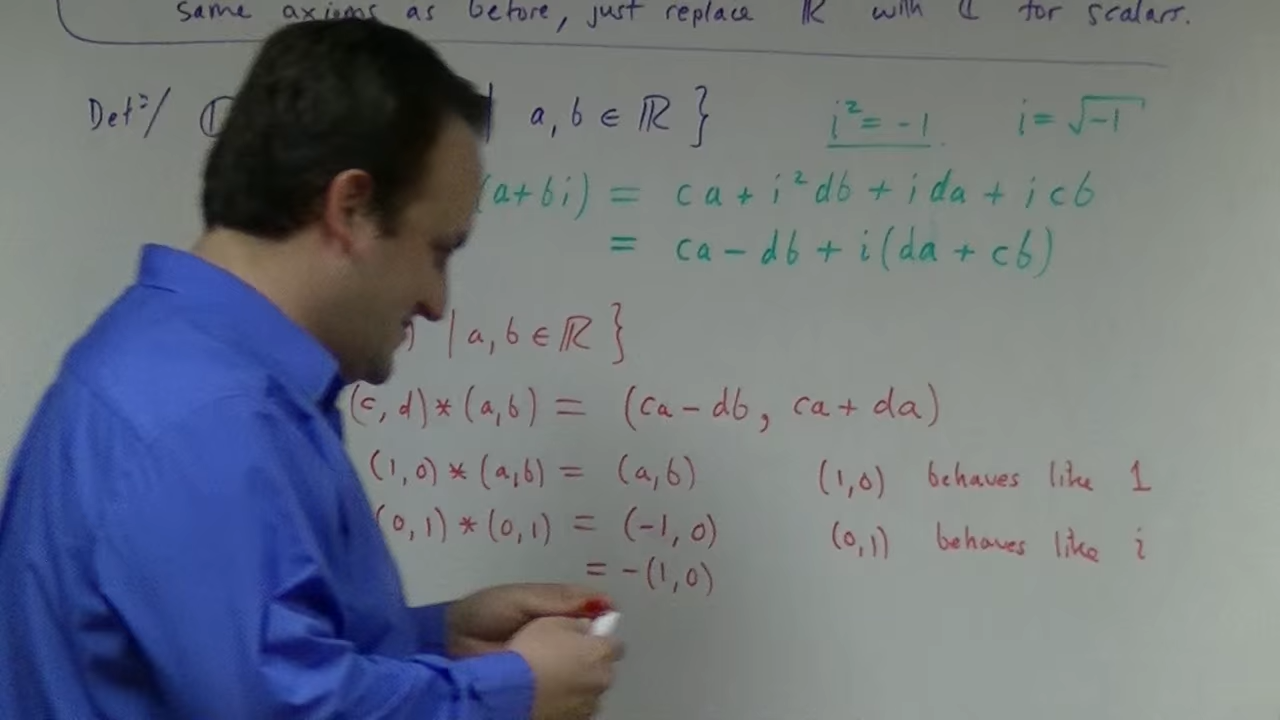 same axioms as before, just replace ℝ with ℂ for scalars.
Defⁿ/ | a, b ∈ ℝ } i² = -1 i = √-1
(a+bi) = ca + i²db + ida + icb
= ca - db + i(da + cb)
) | a, b ∈ ℝ }
(c, d) * (a, b) = (ca - db, ca + da)
(1, 0) * (a, b) = (a, b) (1, 0) behaves like 1
(0, 1) * (0, 1) = (-1, 0) (0, 1) behaves like i
= -(1, 0)